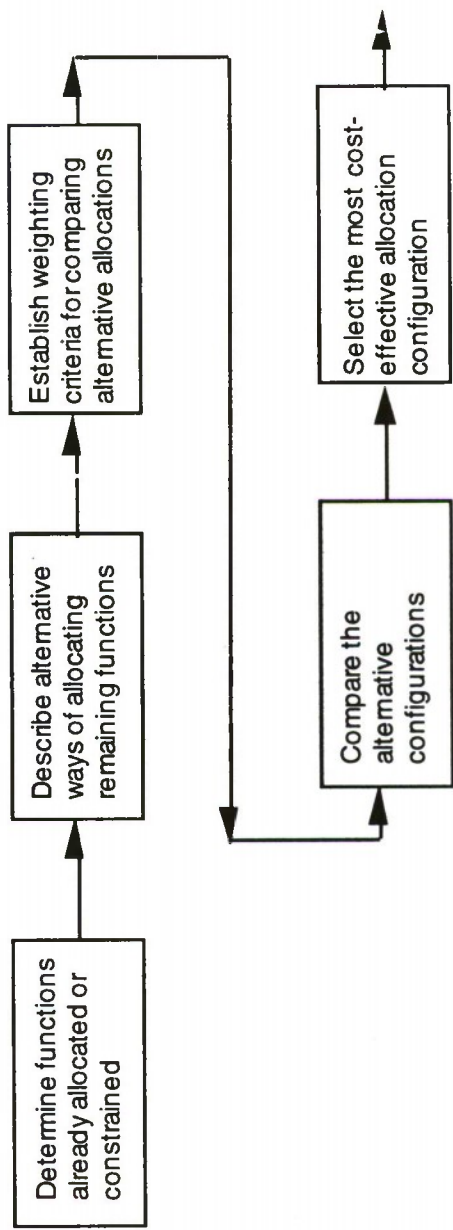 Determine functions
already allocated or
constrained
Describe alternative
ways of allocating
remaining functions
Establish weighting
criteria for comparing
alternative allocations
Compare the
alternative
configurations
Select the most cost-
effective allocation
configuration